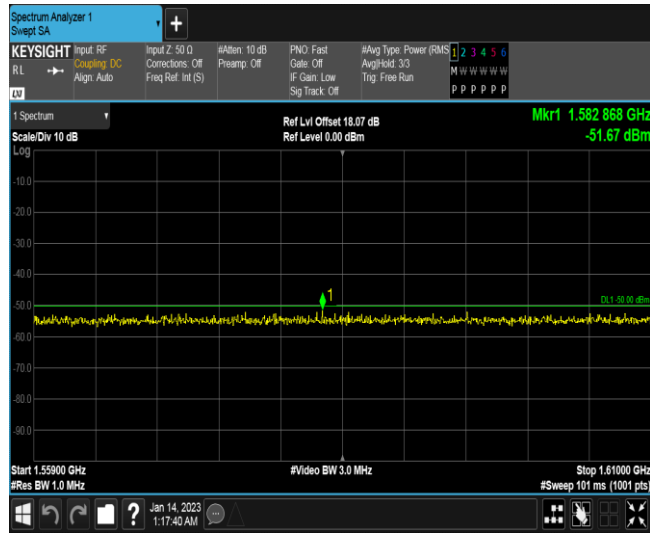 Spectrum Analyzer 1
Swept SA
+
KEYSIGHT
RL
LXI
Input: RF
Coupling: DC
Align: Auto
Input Z: 50 Ω
Corrections: Off
Freq Ref: Int (S)
#Atten: 10 dB
Preamp: Off
PNO: Fast
Gate: Off
IF Gain: Low
Sig Track: Off
#Avg Type: Power (RMS
Avg|Hold: 3/3
Trig: Free Run
1 2 3 4 5 6
M W W W W W
P P P P P P
1 Spectrum
Scale/Div 10 dB
Log
Ref Lvl Offset 18.07 dB
Ref Level 0.00 dBm
Mkr1 1.582 868 GHz
-51.67 dBm
-10.0
-20.0
-30.0
-40.0
-50.0
-60.0
-70.0
-80.0
-90.0
1
DL1 -50.00 dBm
Start 1.55900 GHz
#Res BW 1.0 MHz
#Video BW 3.0 MHz
Stop 1.61000 GHz
#Sweep 101 ms (1001 pts)
?
Jan 14, 2023
1:17:40 AM